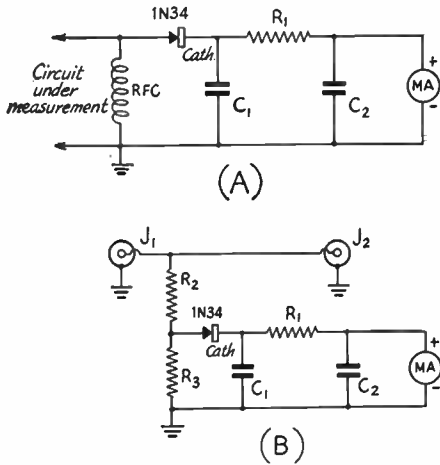 1N34
R1
+
Cath.
Circuit
under
measurement
RFC
C1
C2
MA
-
(A)
J1
J2
R2
1N34
R1
+
Cath
R3
C1
C2
MA
-
(B)